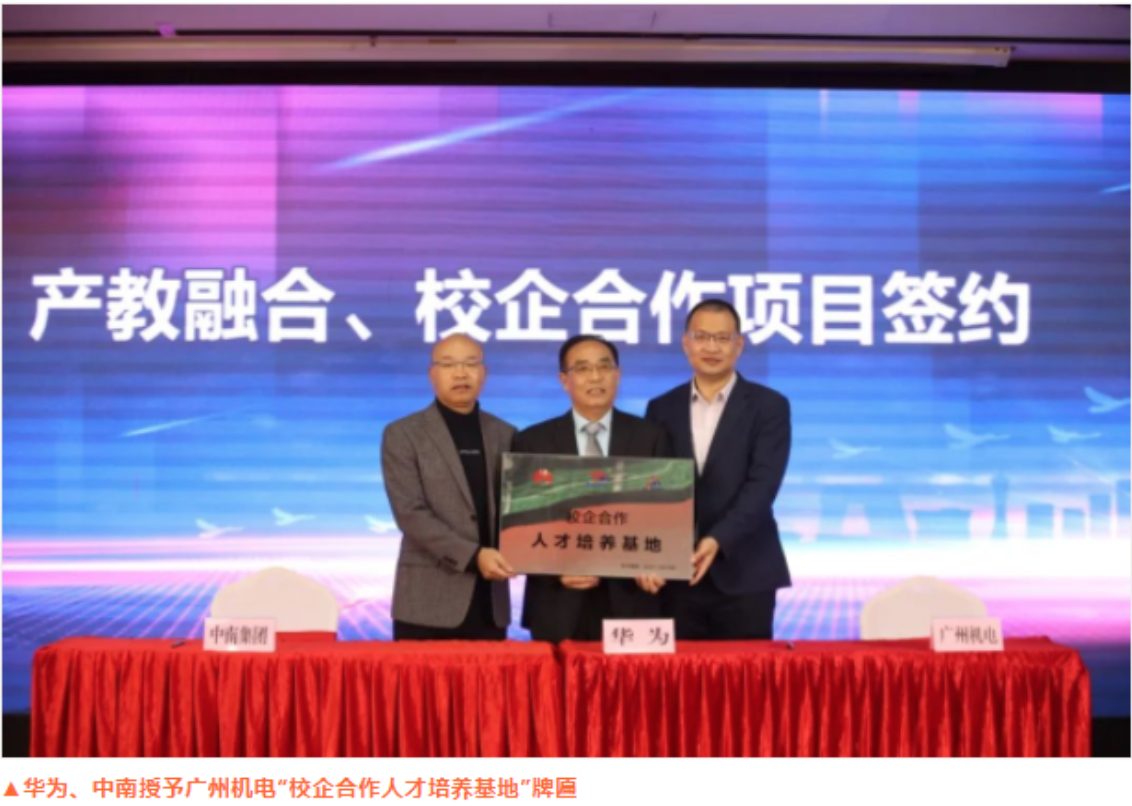 产教融合、校企合作项目签约
校企合作
人才培养基地
中南集团
华为
广州机电
▲华为、中南授予广州机电“校企合作人才培养基地”牌匾